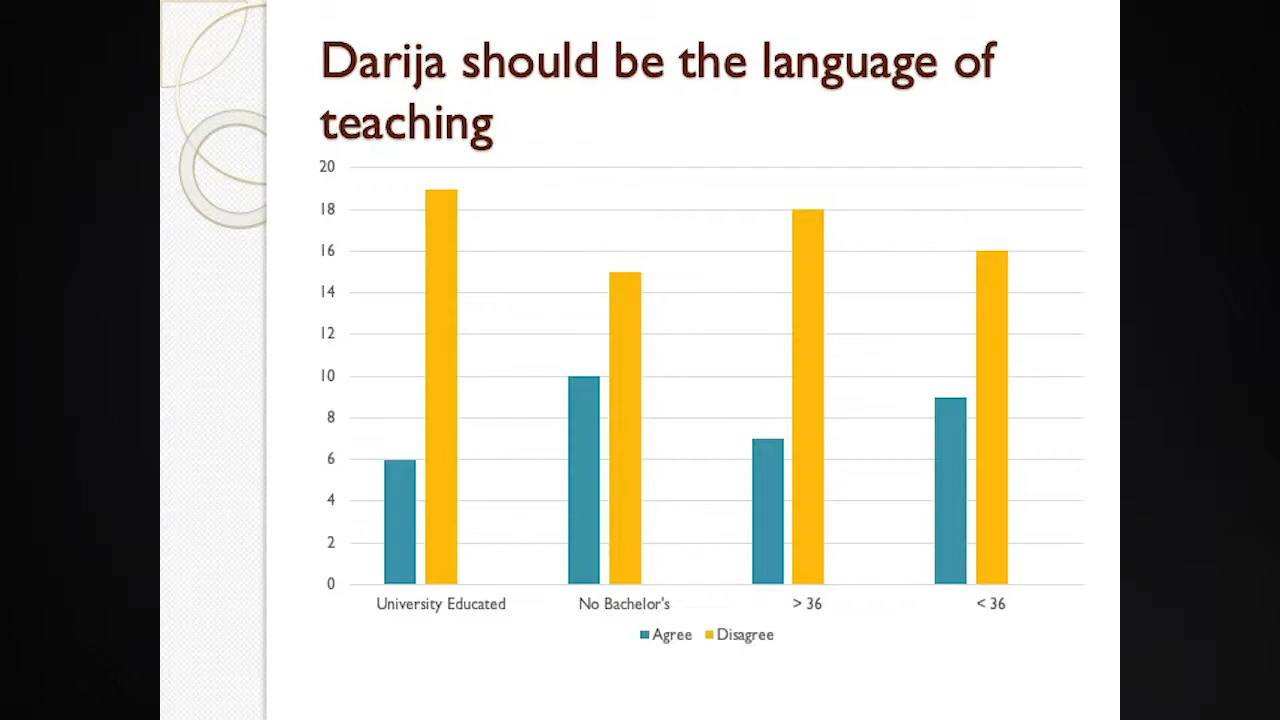 Darija should be the language of
teaching
20
18
16
14
12
10
8
6
4
2
0
University Educated
No Bachelor's
> 36
< 36
Agree
Disagree